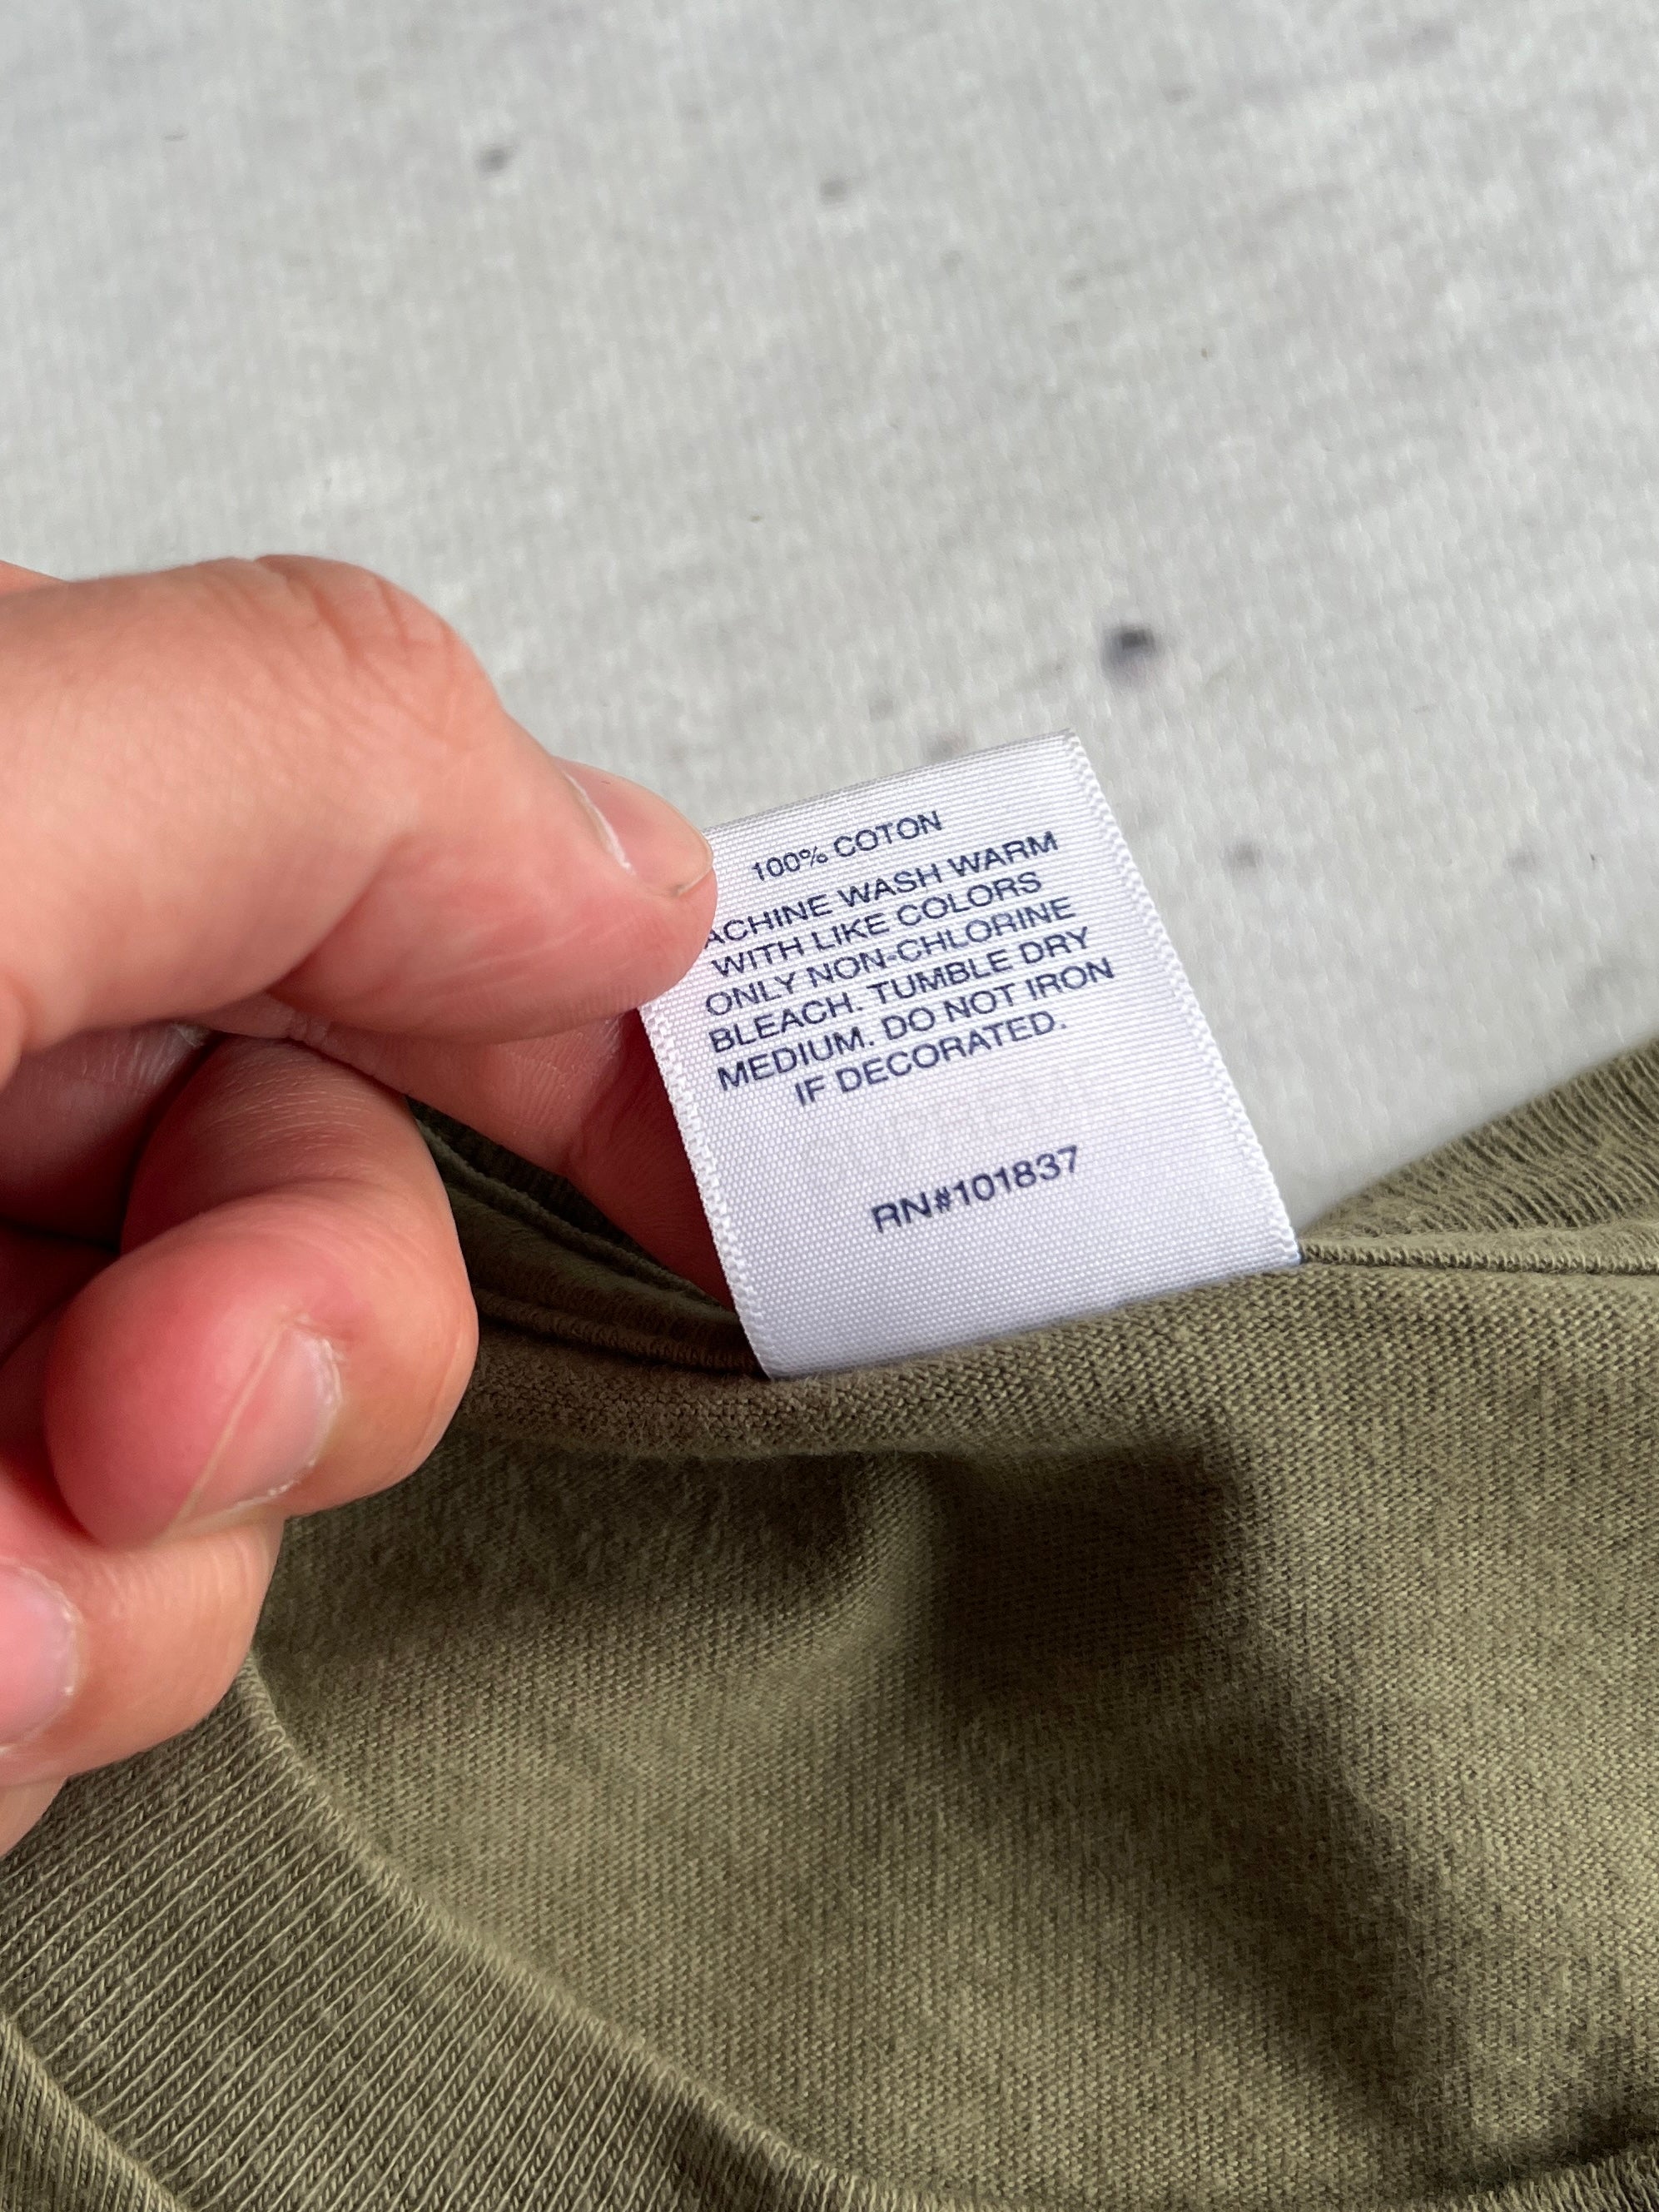 100% COTON
ACHINE WASH WARM
WITH LIKE COLORS
ONLY NON-CHLORINE
BLEACH. TUMBLE DRY
MEDIUM. DO NOT IRON
IF DECORATED.
RN#101837